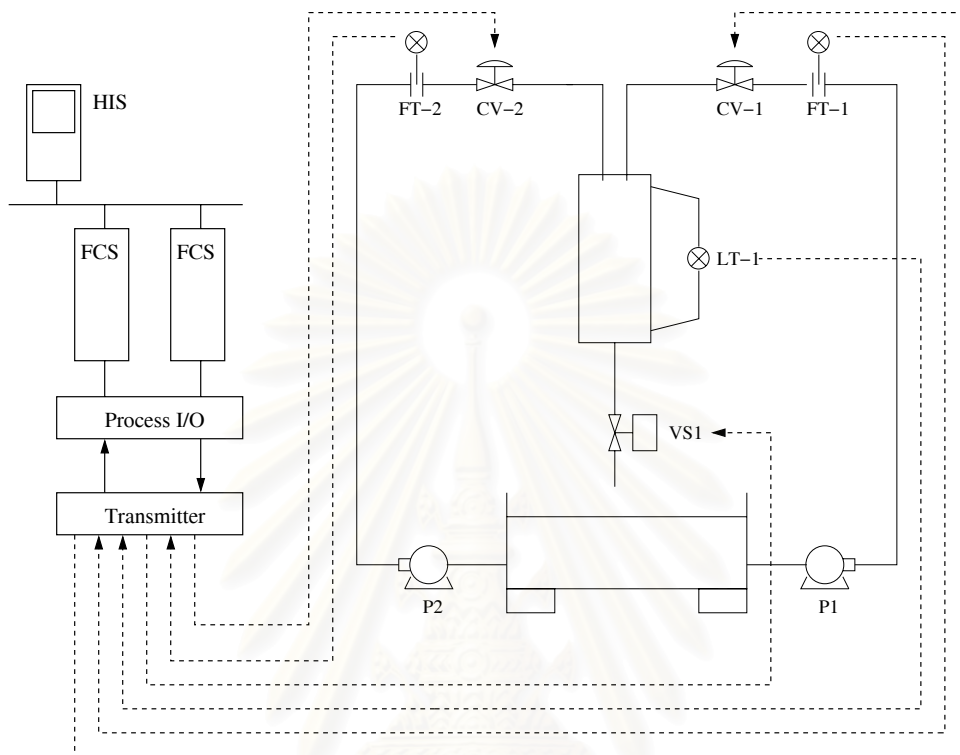 FT−2
CV−2
CV−1
FT−1
HIS
FCS
FCS
LT−1
Process I/O
VS1
Transmitter
P2
P1